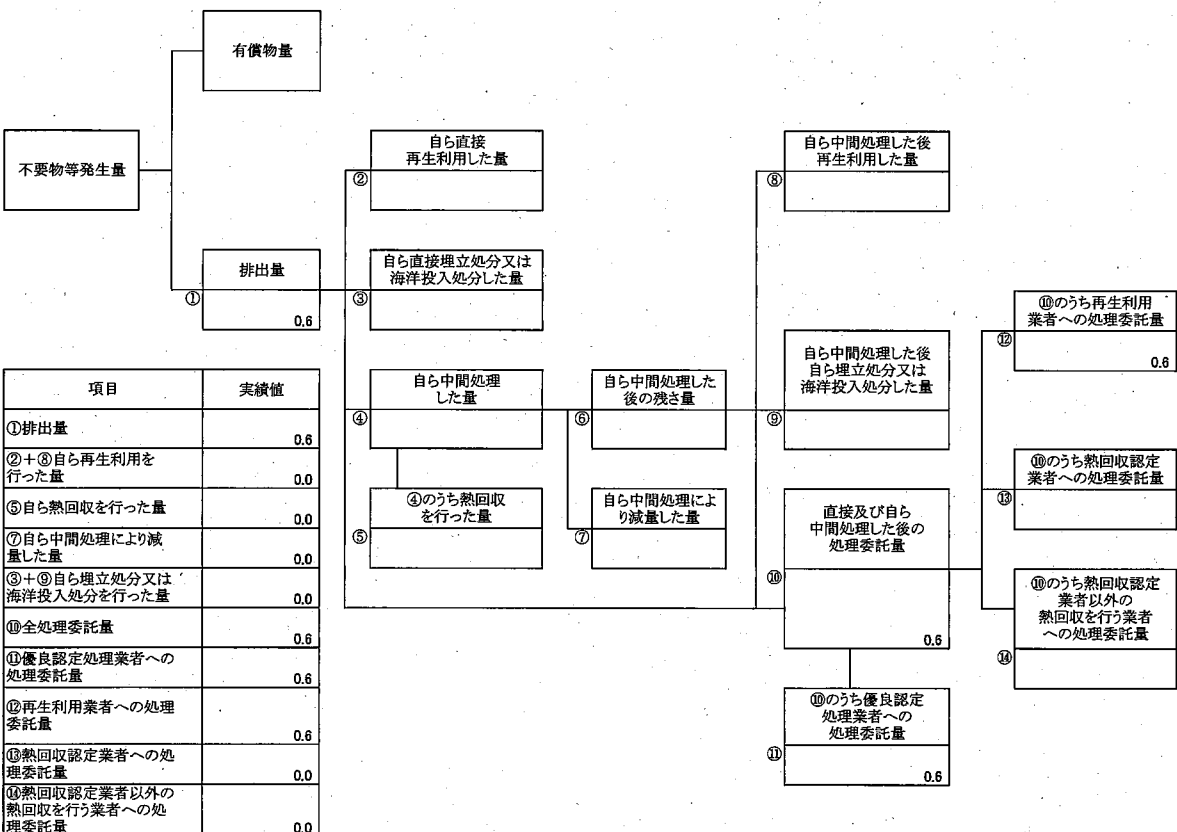 有償物量
不要物等発生量
排出量
①
0.6
自ら直接
再生利用した量
②
自ら直接埋立処分又は
海洋投入処分した量
③
自ら中間処理
した量
④
④のうち熱回収
を行った量
⑤
自ら中間処理した
後の残さ量
⑥
自ら中間処理によ
り減量した量
⑦
自ら中間処理した後
再生利用した量
⑧
自ら中間処理した後
自ら埋立処分又は
海洋投入処分した量
⑨
直接及び自ら
中間処理した後の
処理委託量
⑩
0.6
⑩のうち優良認定
処理業者への
処理委託量
⑪
0.6
⑩のうち再生利用
業者への処理委託量
⑫
0.6
⑩のうち熱回収認定
業者への処理委託量
⑬
⑩のうち熱回収認定
業者以外の
熱回収を行う業者
への処理委託量
⑭
項目 実績値
①排出量 0.6
②+⑧自ら再生利用を
行った量 0.0
⑤自ら熱回収を行った量 0.0
⑦自ら中間処理により減
量した量 0.0
③+⑨自ら埋立処分又は
海洋投入処分を行った量 0.0
⑩全処理委託量 0.6
⑪優良認定処理業者への
処理委託量 0.6
⑫再生利用業者への処理
委託量 0.6
⑬熱回収認定業者への処
理委託量 0.0
⑭熱回収認定業者以外の
熱回収を行う業者への処
理委託量 0.0